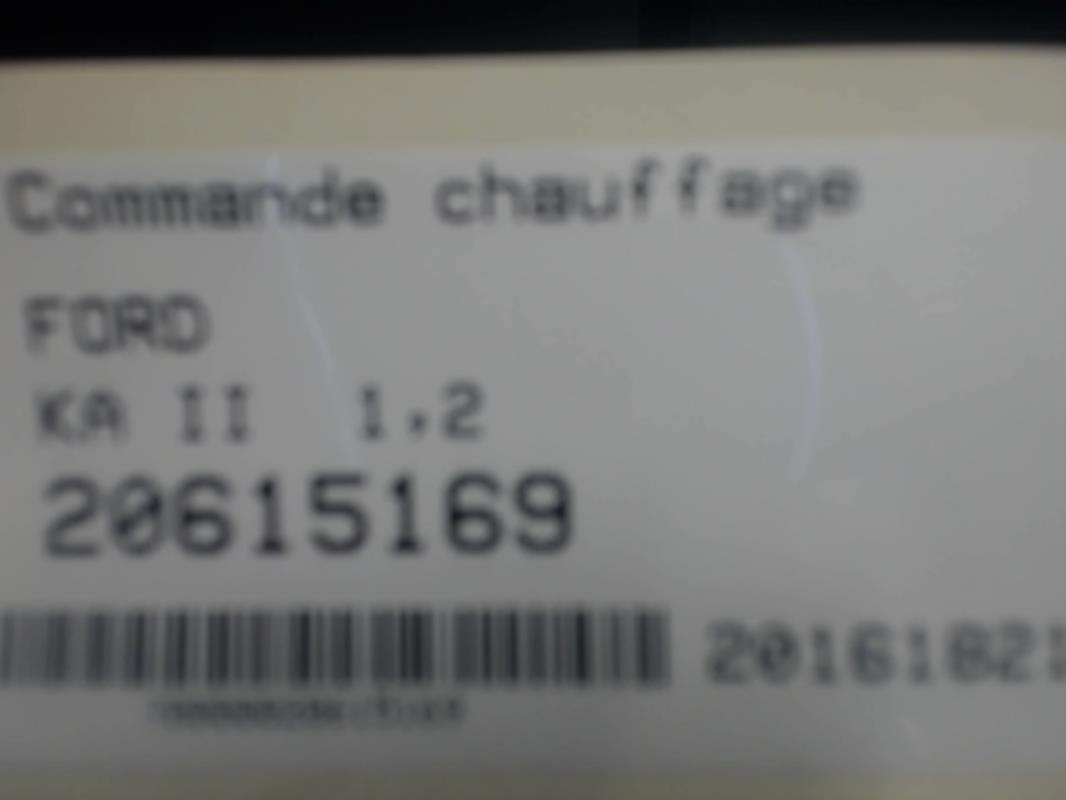 Commande chauffage
FORD
KA II 1,2
20615169